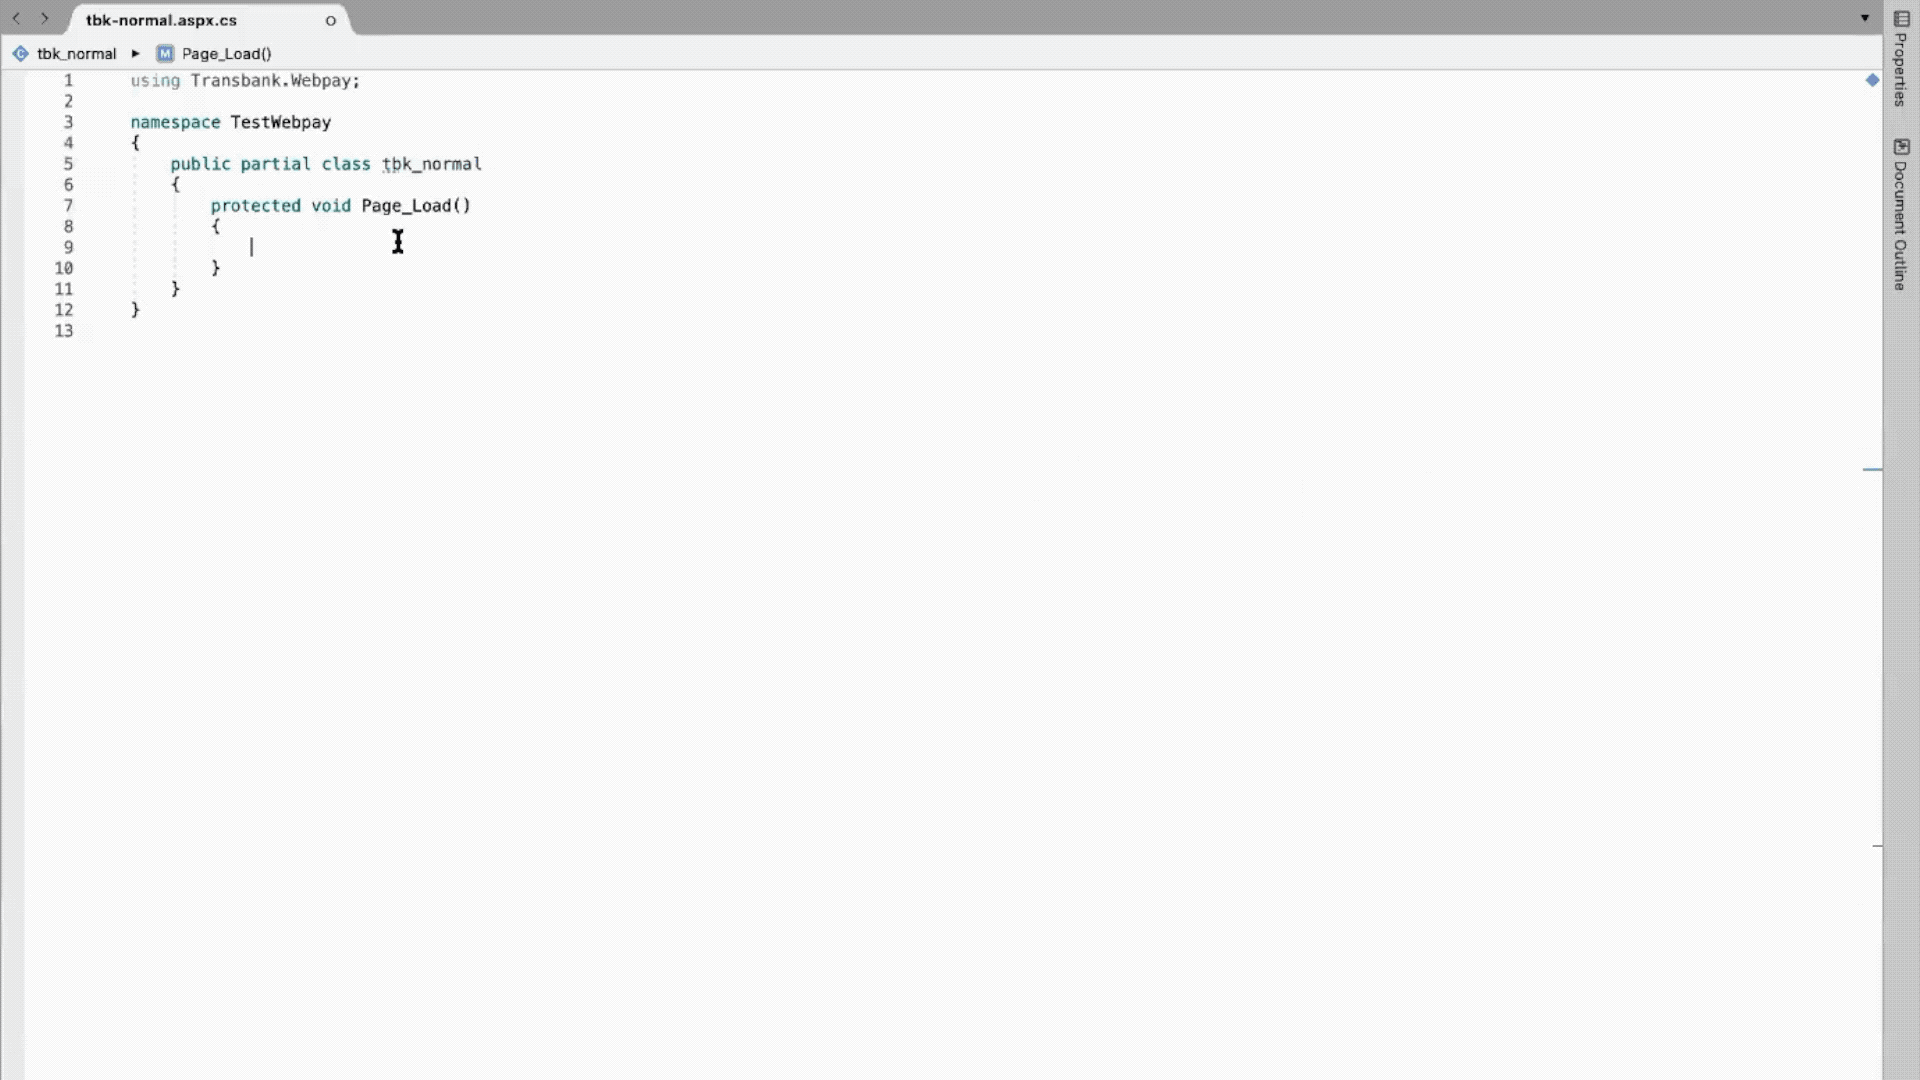 tbk-normal.aspx.cs
tbk_normal ▸ M Page_Load()
1 using Transbank.Webpay;
2
3 namespace TestWebpay
4 {
5 public partial class tbk_normal
6 {
7 protected void Page_Load()
8 {
9
10 }
11 }
12 }
13
Properties
Document Outline